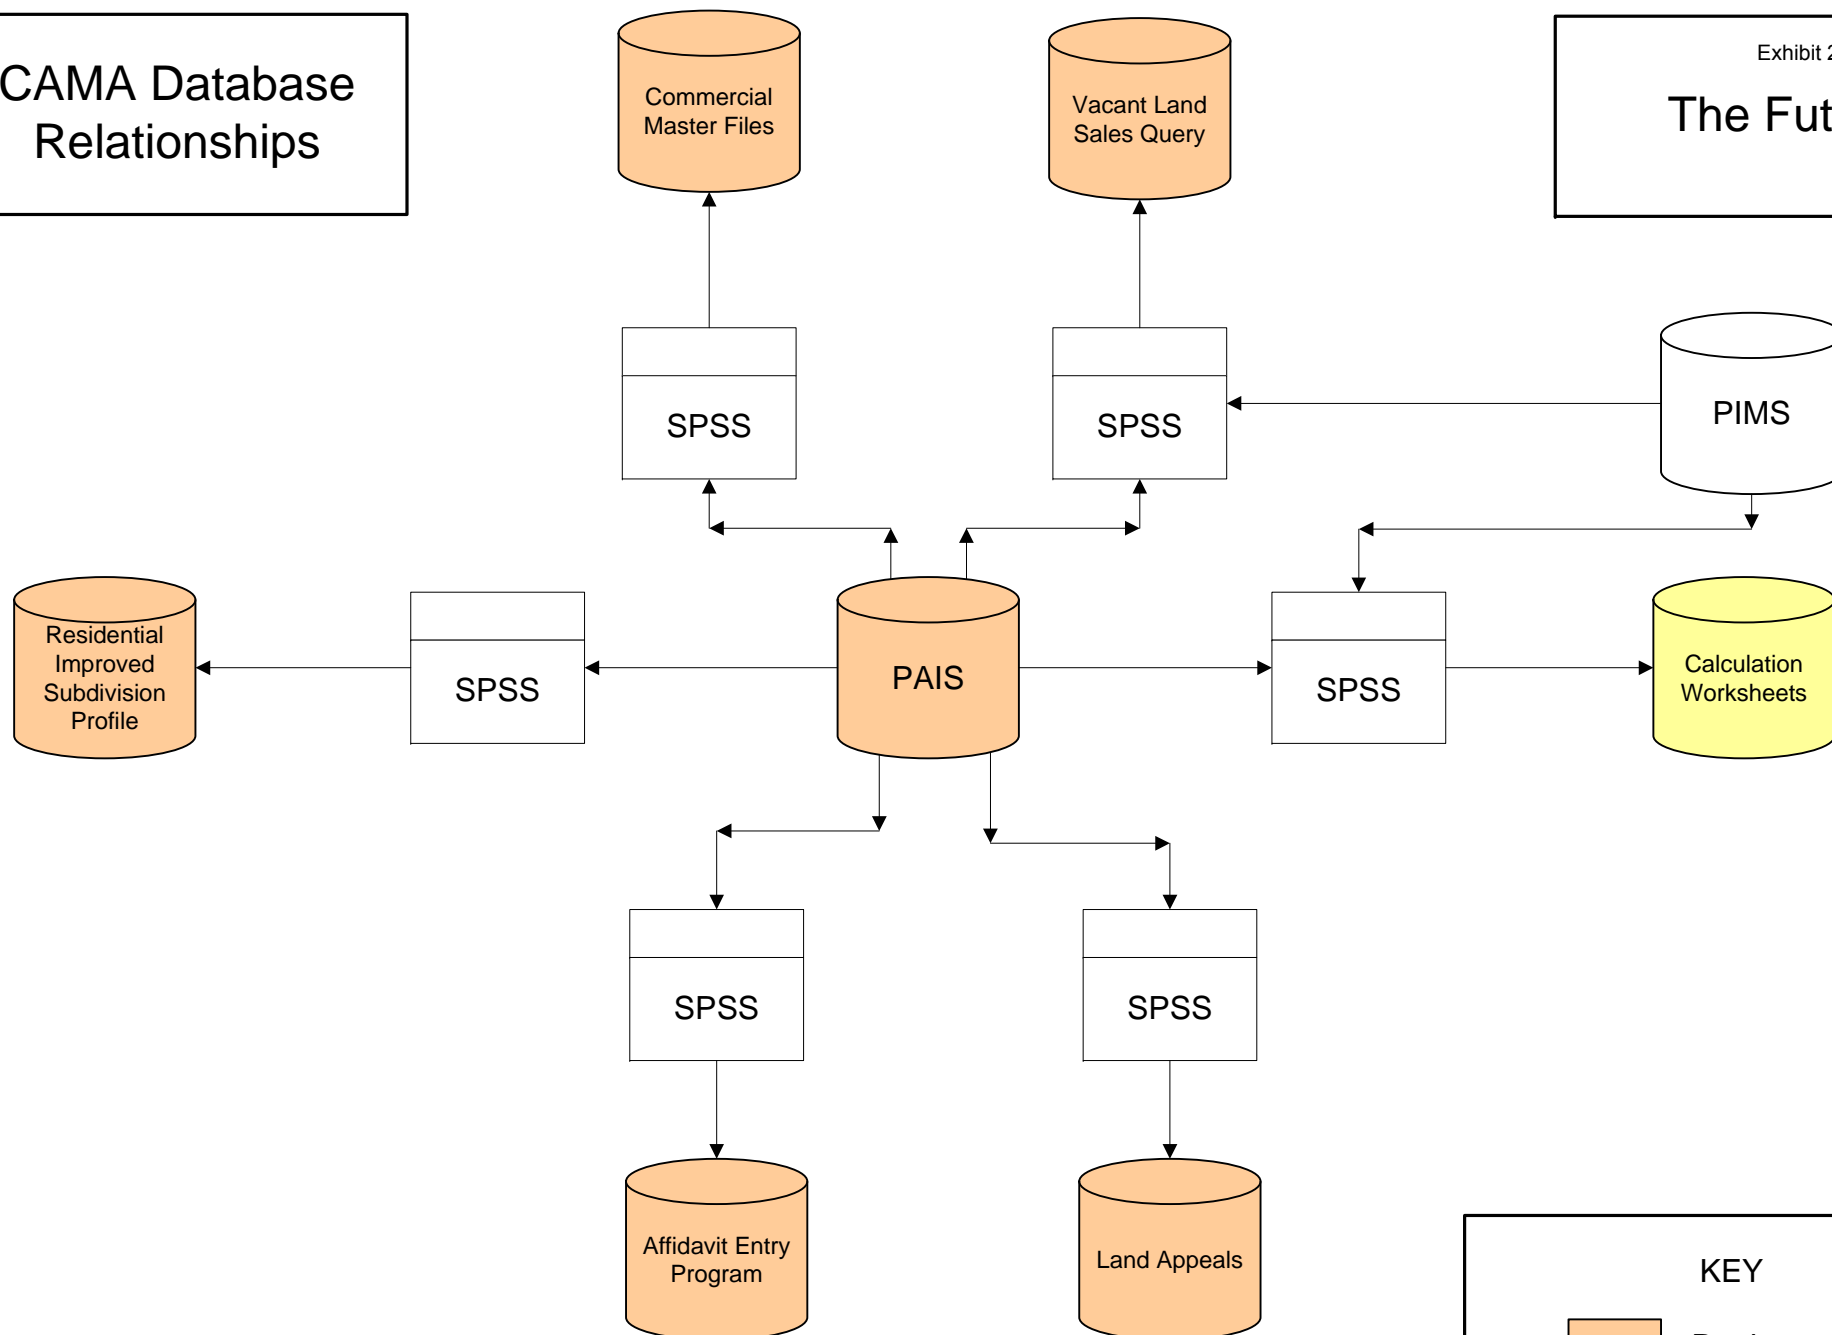 CAMA Database
Relationships
Commercial
Master Files
Vacant Land
Sales Query
Exhibit 2
The Fut
SPSS
SPSS
PIMS
Residential
Improved
Subdivision
Profile
SPSS
PAIS
SPSS
Calculation
Worksheets
SPSS
SPSS
Affidavit Entry
Program
Land Appeals
KEY